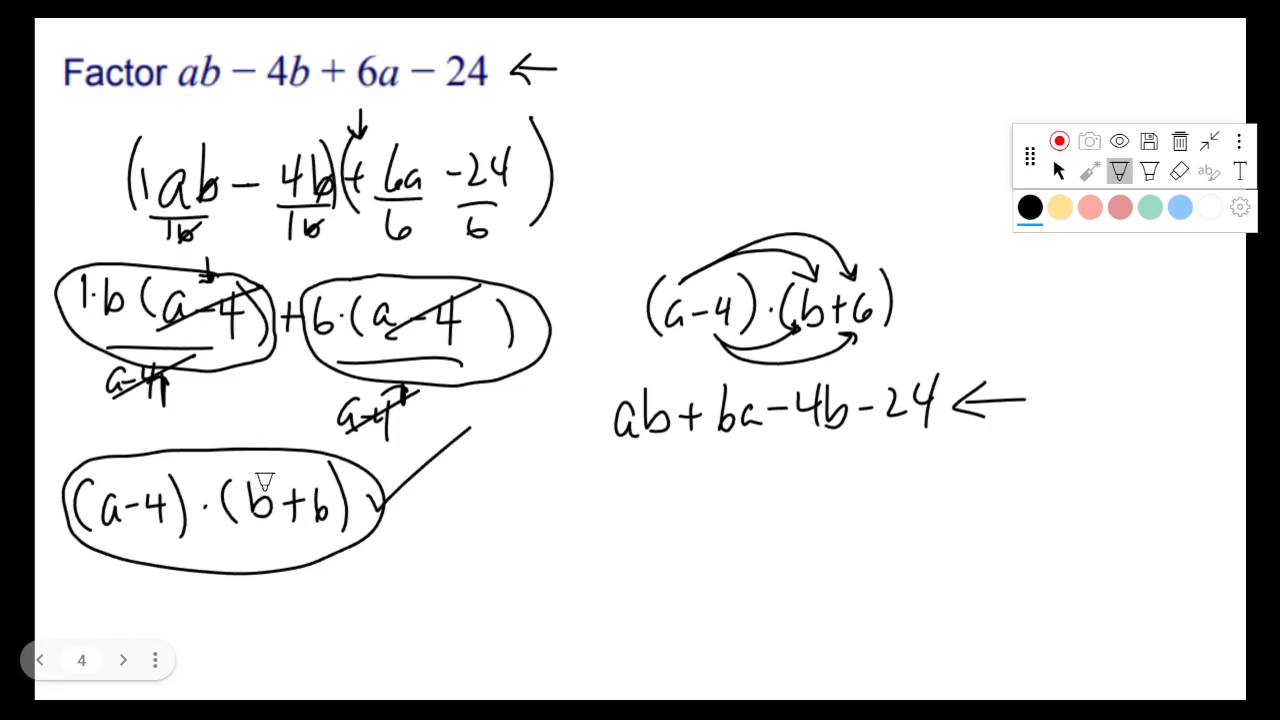 Factor ab − 4b + 6a − 24 ←
(1ab − 4b)(+ 6a − 24)
1b 1b 6 6
1·b(a−4) + 6·(a−4)
a−4 a−4
(a−4)·(b+6) ✓
(a−4)·(b+6)
ab+6a−4b−24 ←
ab
T
4